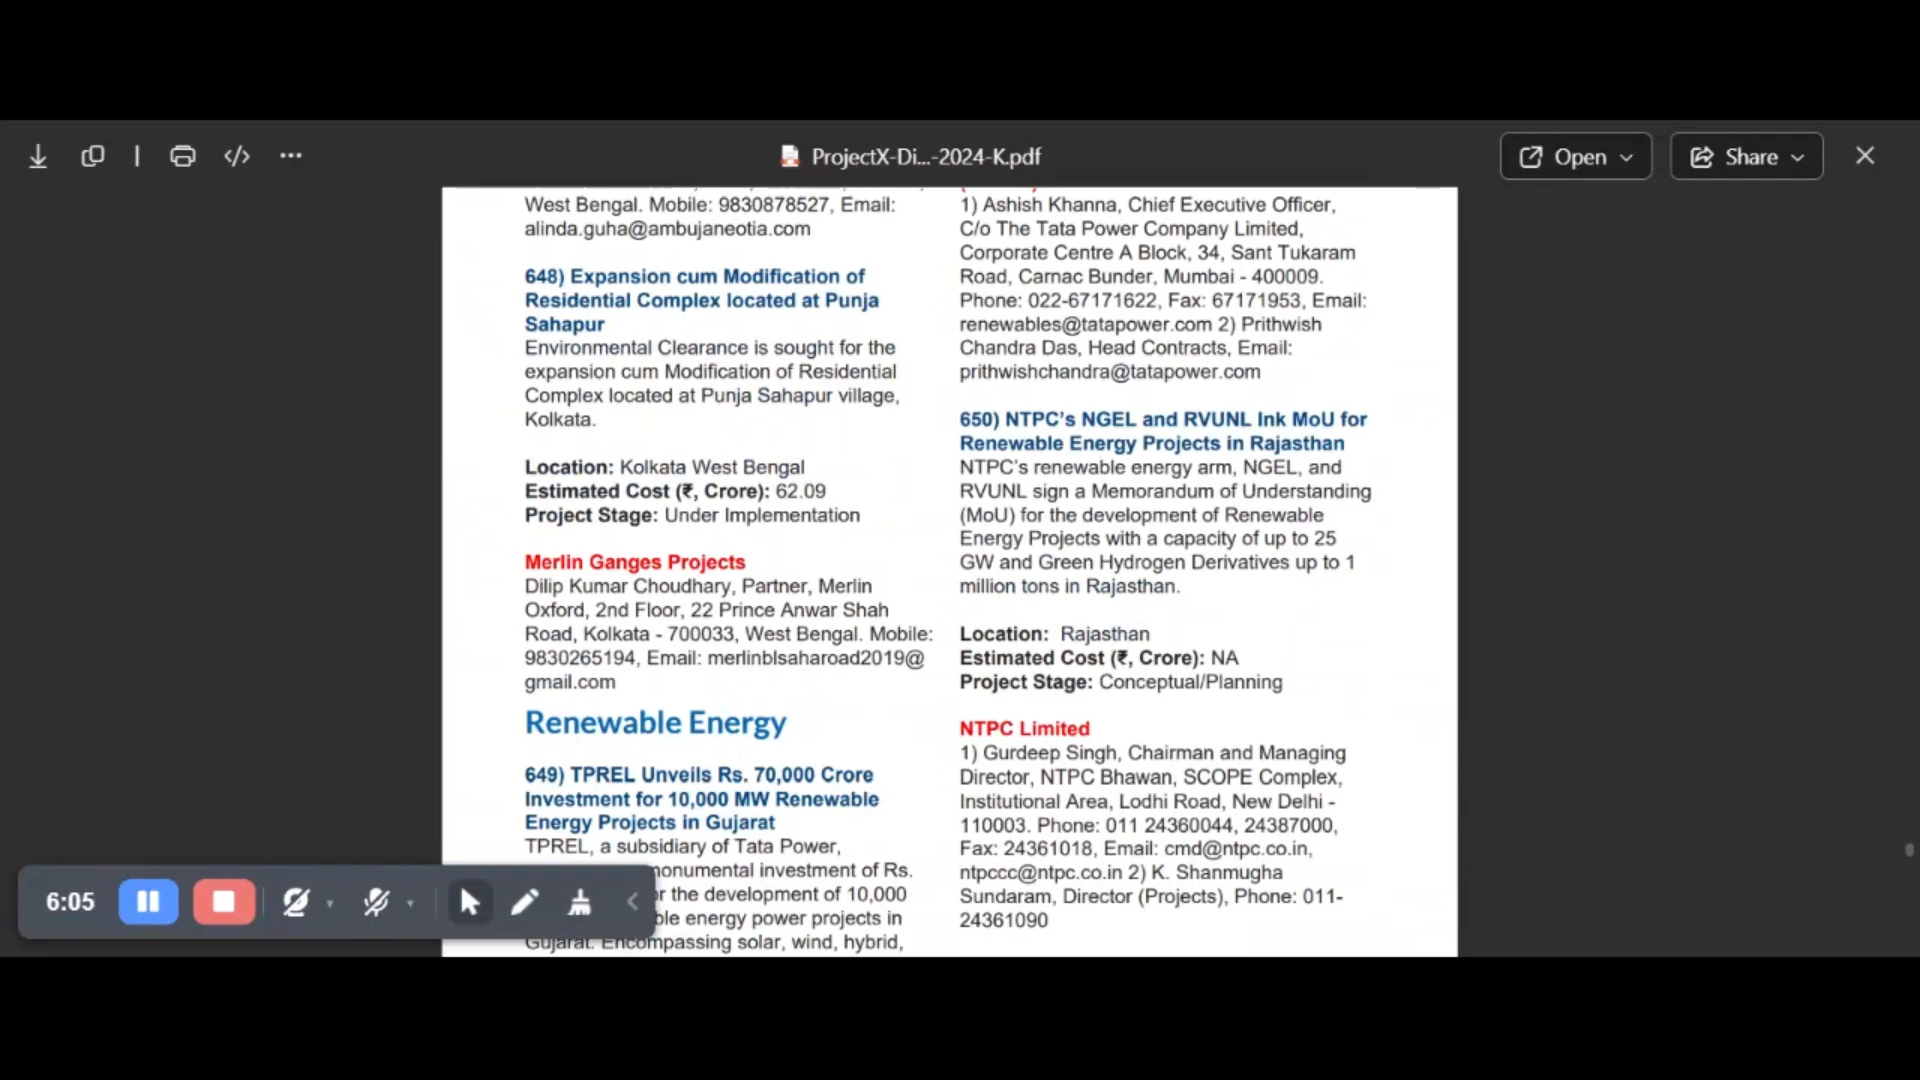 ProjectX-Di...-2024-K.pdf
Open
Share
West Bengal. Mobile: 9830878527, Email:
alinda.guha@ambujaneotia.com
648) Expansion cum Modification of
Residential Complex located at Punja
Sahapur
Environmental Clearance is sought for the
expansion cum Modification of Residential
Complex located at Punja Sahapur village,
Kolkata.
Location: Kolkata West Bengal
Estimated Cost (₹, Crore): 62.09
Project Stage: Under Implementation
Merlin Ganges Projects
Dilip Kumar Choudhary, Partner, Merlin
Oxford, 2nd Floor, 22 Prince Anwar Shah
Road, Kolkata - 700033, West Bengal. Mobile:
9830265194, Email: merlinblsaharoad2019@
gmail.com
Renewable Energy
649) TPREL Unveils Rs. 70,000 Crore
Investment for 10,000 MW Renewable
Energy Projects in Gujarat
TPREL, a subsidiary of Tata Power,
investment of Rs.
the development of 10,000
energy power projects in
Gujarat. Encompassing solar, wind, hybrid,
1) Ashish Khanna, Chief Executive Officer,
C/o The Tata Power Company Limited,
Corporate Centre A Block, 34, Sant Tukaram
Road, Carnac Bunder, Mumbai - 400009.
Phone: 022-67171622, Fax: 67171953, Email:
renewables@tatapower.com 2) Prithwish
Chandra Das, Head Contracts, Email:
prithwishchandra@tatapower.com
650) NTPC’s NGEL and RVUNL Ink MoU for
Renewable Energy Projects in Rajasthan
NTPC’s renewable energy arm, NGEL, and
RVUNL sign a Memorandum of Understanding
(MoU) for the development of Renewable
Energy Projects with a capacity of up to 25
GW and Green Hydrogen Derivatives up to 1
million tons in Rajasthan.
Location: Rajasthan
Estimated Cost (₹, Crore): NA
Project Stage: Conceptual/Planning
NTPC Limited
1) Gurdeep Singh, Chairman and Managing
Director, NTPC Bhawan, SCOPE Complex,
Institutional Area, Lodhi Road, New Delhi -
110003. Phone: 011 24360044, 24387000,
Fax: 24361018, Email: cmd@ntpc.co.in,
ntpccc@ntpc.co.in 2) K. Shanmugha
Sundaram, Director (Projects), Phone: 011-
24361090
6:05